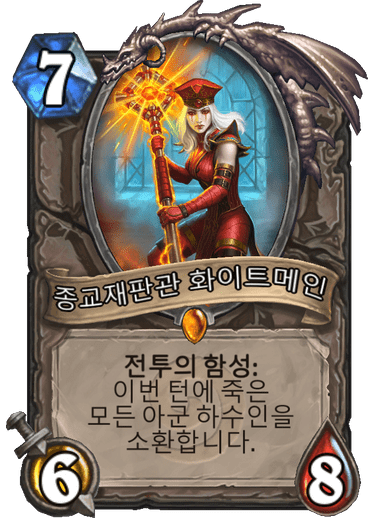 7
종교재판관 화이트메인
전투의 함성:
이번 턴에 죽은
모든 아군 하수인을
소환합니다.
6
8